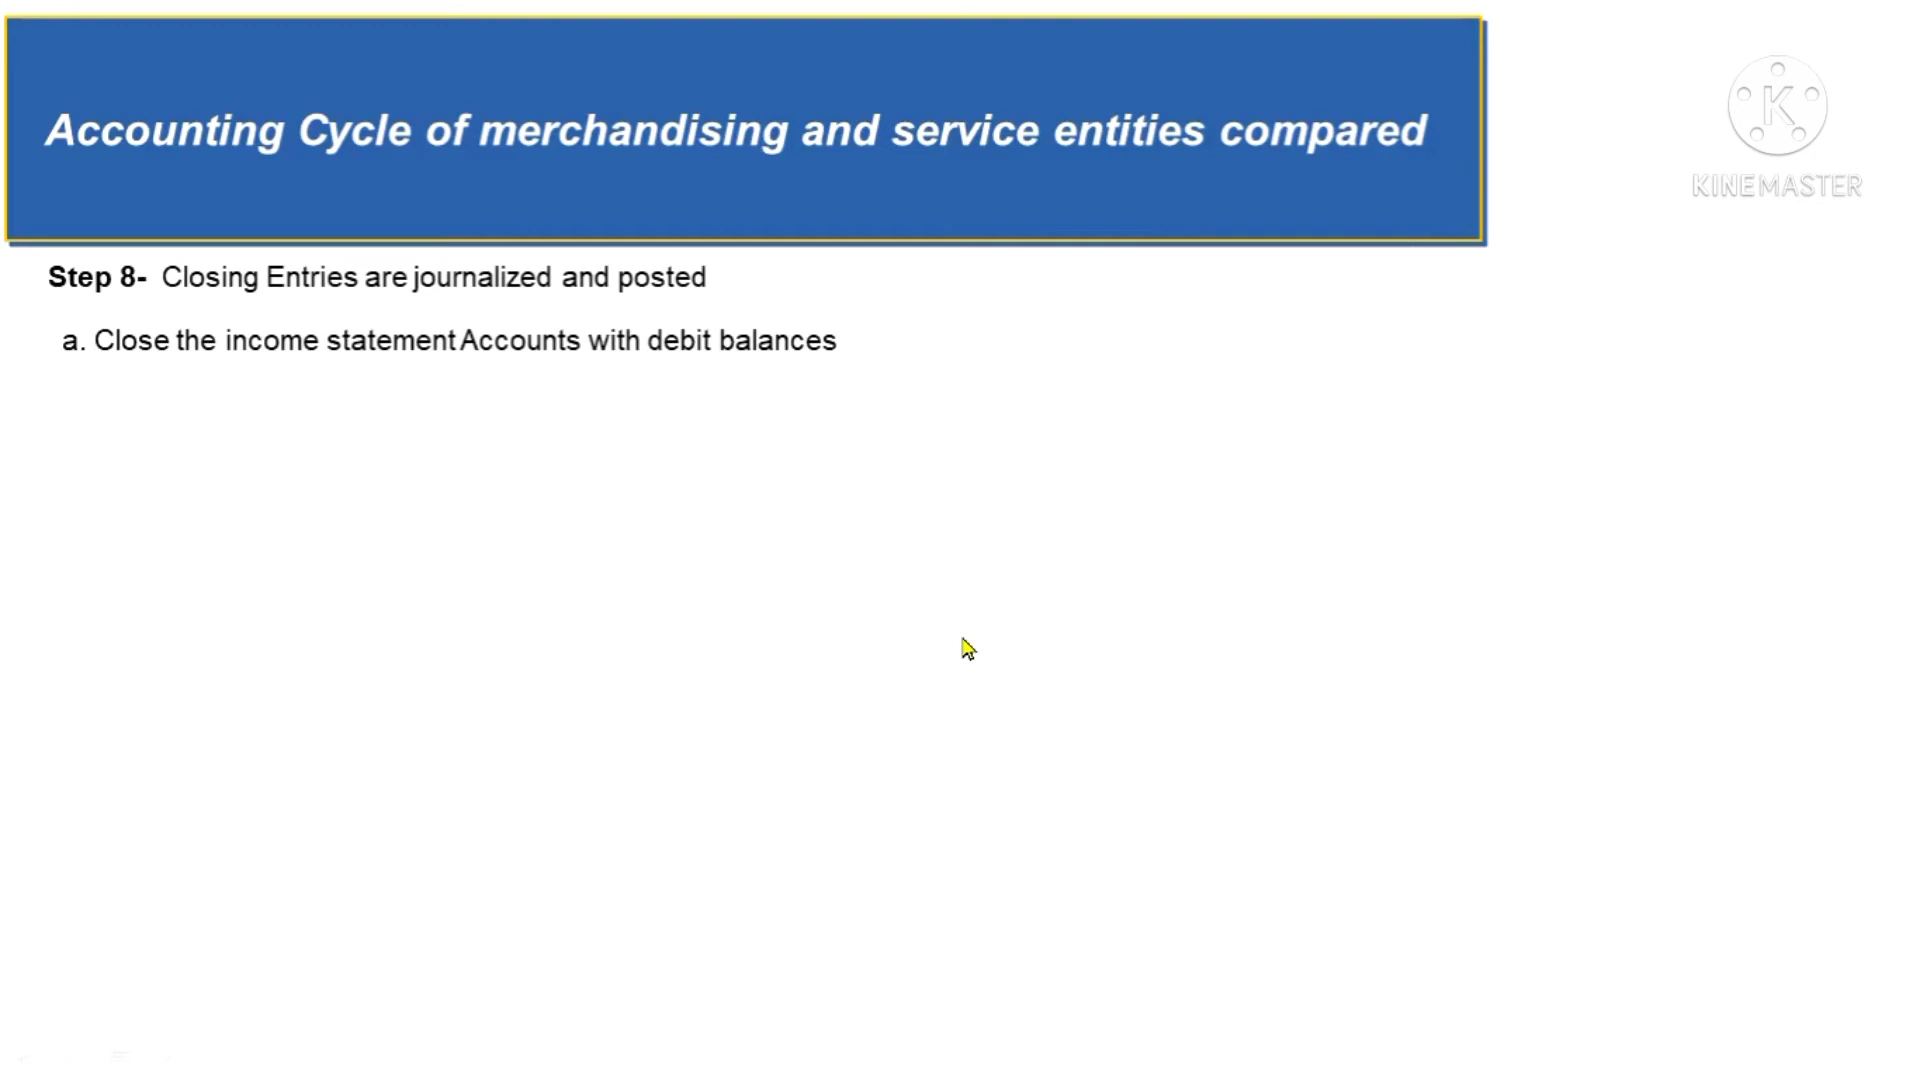 Accounting Cycle of merchandising and service entities compared
K
KINEMASTER
Step 8- Closing Entries are journalized and posted
a. Close the income statement Accounts with debit balances